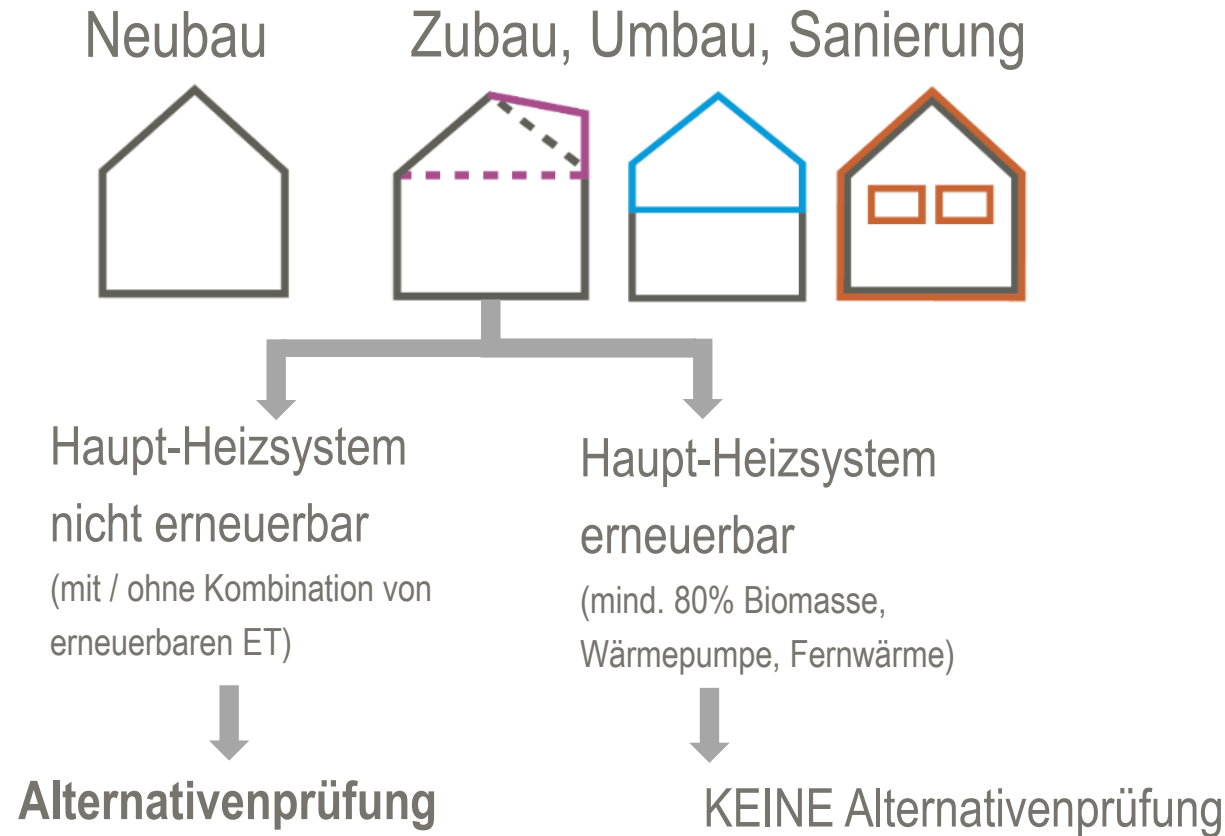 Neubau
Zubau, Umbau, Sanierung
Haupt-Heizsystem
nicht erneuerbar
(mit / ohne Kombination von
erneuerbaren ET)
Alternativenprüfung
Haupt-Heizsystem
erneuerbar
(mind. 80% Biomasse,
Wärmepumpe, Fernwärme)
KEINE Alternativenprüfung